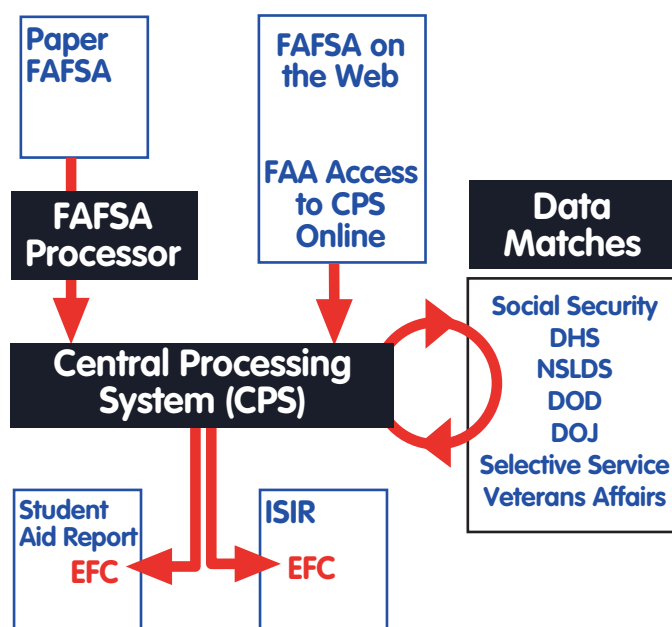 Paper
FAFSA
FAFSA on
the Web
FAA Access
to CPS
Online
FAFSA
Processor
Data
Matches
Social Security
DHS
NSLDS
DOD
DOJ
Selective Service
Veterans Affairs
Central Processing
System (CPS)
Student
Aid Report
EFC
ISIR
EFC